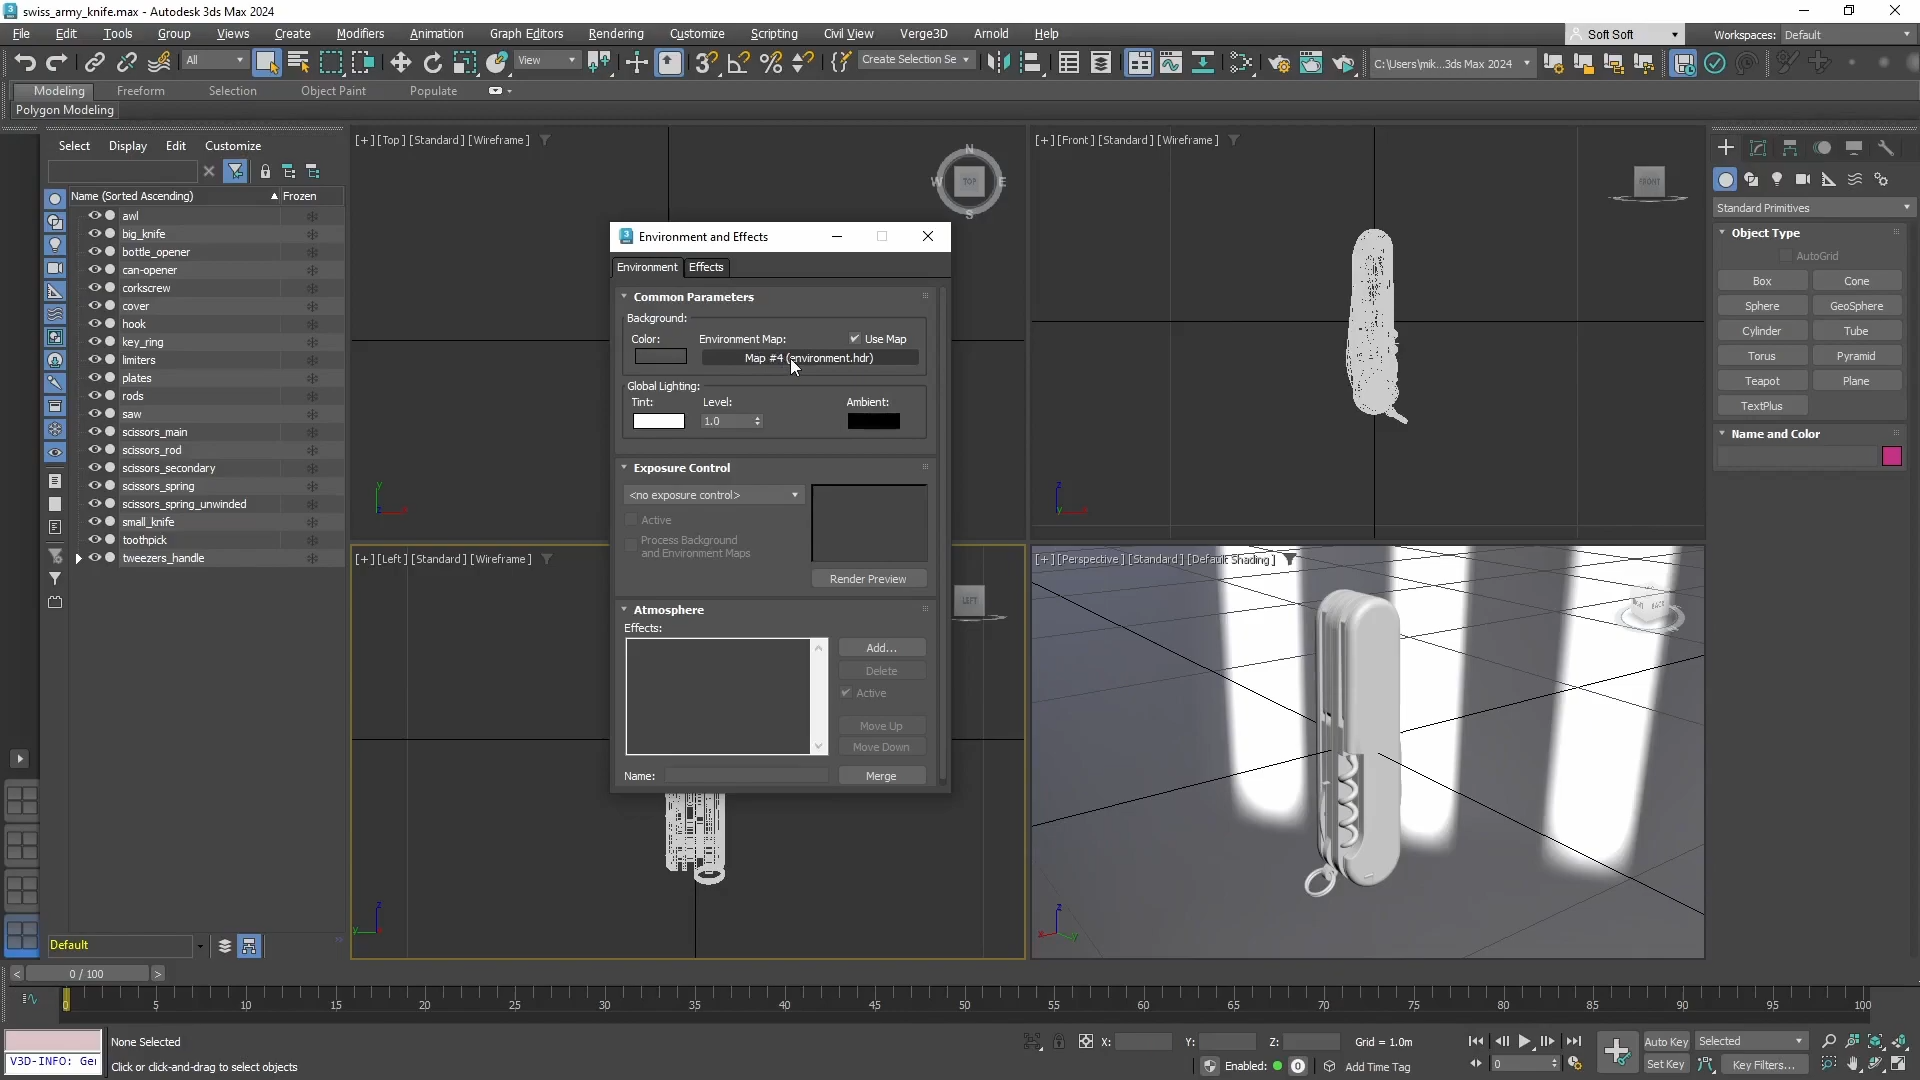 swiss_army_knife.max - Autodesk 3ds Max 2024
File Edit Tools Group Views Create Modifiers Animation Graph Editors Rendering Customize Scripting Civil View Verge3D Arnold Help
Soft Soft Workspaces: Default
All View Create Selection Se C:\Users\mik...3ds Max 2024
Modeling Freeform Selection Object Paint Populate
Polygon Modeling
Select Display Edit Customize
Name (Sorted Ascending) Frozen
awl
big_knife
bottle_opener
can-opener
corkscrew
cover
hook
key_ring
limiters
plates
rods
saw
scissors_main
scissors_rod
scissors_secondary
scissors_spring
scissors_spring_unwinded
small_knife
toothpick
tweezers_handle
Default
[+] [Top] [Standard] [Wireframe]
N
W TOP E
S
y
z x
[+] [Front] [Standard] [Wireframe]
FRONT
z
x
[+] [Left] [Standard] [Wireframe]
LEFT
z
y
[+] [Perspective] [Standard] [Default Shading]
BACK
z
x y
Environment and Effects
Environment Effects
Common Parameters
Background:
Color: Environment Map: Use Map
Map #4 (environment.hdr)
Global Lighting:
Tint: Level: Ambient:
1.0
Exposure Control
<no exposure control>
Active
Process Background
and Environment Maps
Render Preview
Atmosphere
Effects:
Add...
Delete
Active
Move Up
Move Down
Name: Merge
Standard Primitives
Object Type
AutoGrid
Box Cone
Sphere GeoSphere
Cylinder Tube
Torus Pyramid
Teapot Plane
TextPlus
Name and Color
< 0 / 100 >
0 5 10 15 20 25 30 35 40 45 50 55 60 65 70 75 80 85 90 95 100
None Selected
V3D-INFO: Ger
Click or click-and-drag to select objects
X: Y: Z: Grid = 1.0m
Enabled: 0 Add Time Tag
Auto Key Selected
0 Set Key Key Filters...